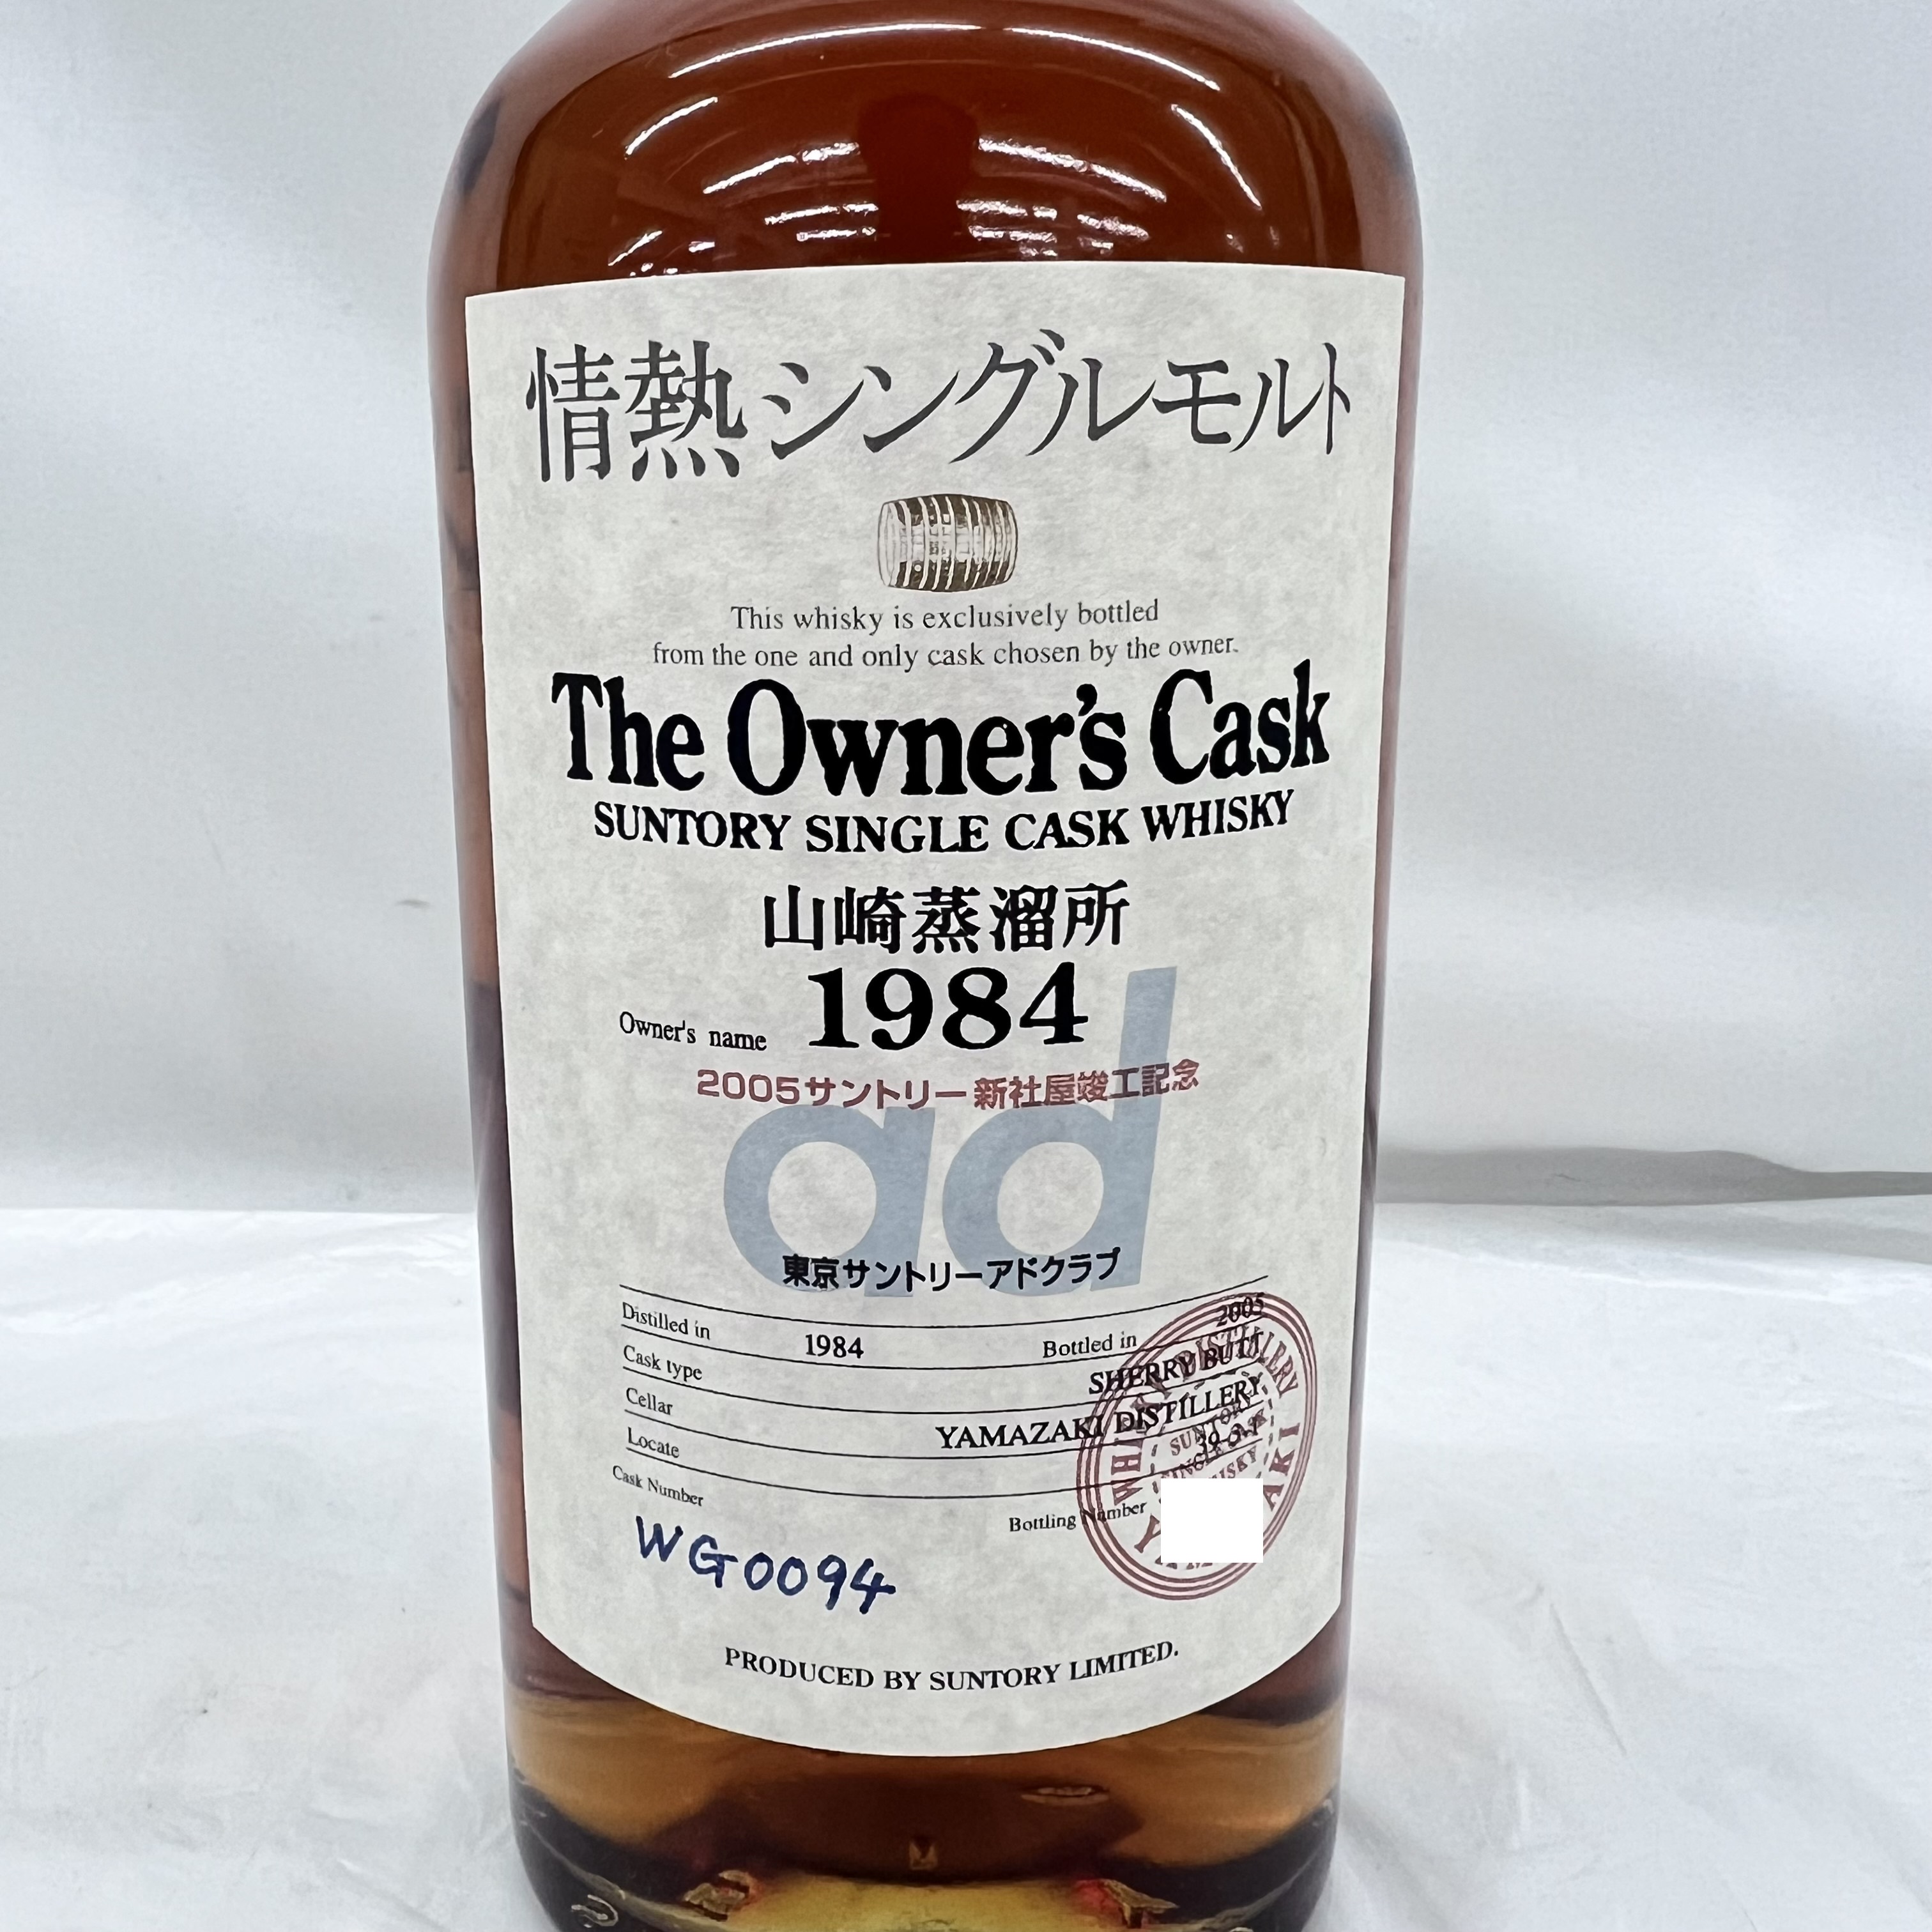 情熱シングルモルト
This whisky is exclusively bottled
from the one and only cask chosen by the owner.
The Owner's Cask
SUNTORY SINGLE CASK WHISKY
山崎蒸溜所
1984
Owner's name
2005サントリー新社屋竣工記念
ad
東京サントリーアドクラブ
Distilled in 1984 Bottled in 2005
Cask type SHERRY BUTT
Cellar YAMAZAKI DISTILLERY
Locate
Cask Number Bottling Number
WG0094
PRODUCED BY SUNTORY LIMITED.